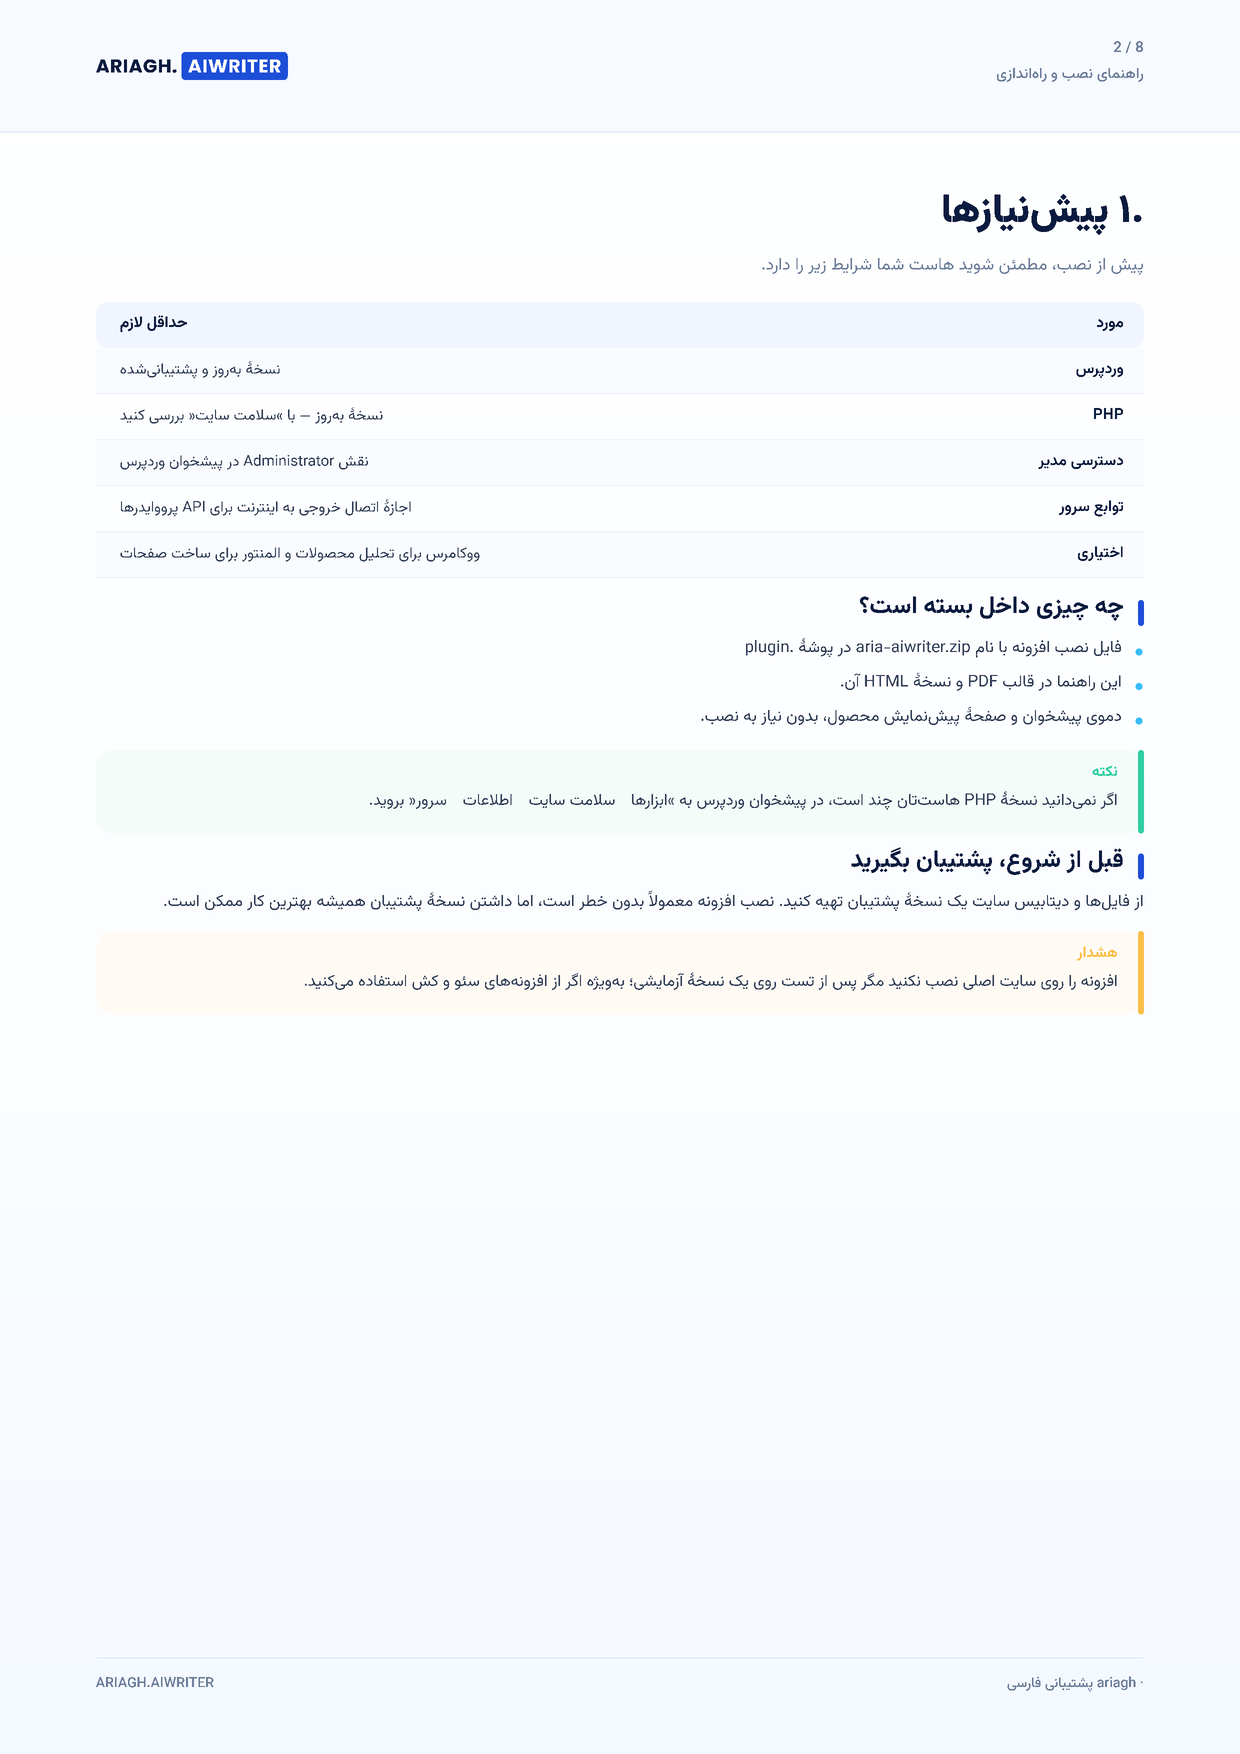 2 / 8
راهنمای نصب و راه‌اندازی
ARIAGH. AIWRITER
۱. پیش‌نیازها
پیش از نصب، مطمئن شوید هاست شما شرایط زیر را دارد.
مورد	حداقل لازم
وردپرس	نسخهٔ به‌روز و پشتیبانی‌شده
PHP	نسخهٔ به‌روز — با «سلامت سایت» بررسی کنید
دسترسی مدیر	نقش Administrator در پیشخوان وردپرس
توابع سرور	اجازهٔ اتصال خروجی به اینترنت برای API پرووایدرها
اختیاری	ووکامرس برای تحلیل محصولات و المنتور برای ساخت صفحات
چه چیزی داخل بسته است؟
فایل نصب افزونه با نام aria-aiwriter.zip در پوشهٔ plugin.
این راهنما در قالب PDF و نسخهٔ HTML آن.
دموی پیشخوان و صفحهٔ پیش‌نمایش محصول، بدون نیاز به نصب.
نکته
اگر نمی‌دانید نسخهٔ PHP هاست‌تان چند است، در پیشخوان وردپرس به «ابزارها سلامت سایت اطلاعات سرور» بروید.
قبل از شروع، پشتیبان بگیرید
از فایل‌ها و دیتابیس سایت یک نسخهٔ پشتیبان تهیه کنید. نصب افزونه معمولاً بدون خطر است، اما داشتن نسخهٔ پشتیبان همیشه بهترین کار ممکن است.
هشدار
افزونه را روی سایت اصلی نصب نکنید مگر پس از تست روی یک نسخهٔ آزمایشی؛ به‌ویژه اگر از افزونه‌های سئو و کش استفاده می‌کنید.
· ariagh پشتیبانی فارسی
ARIAGH.AIWRITER